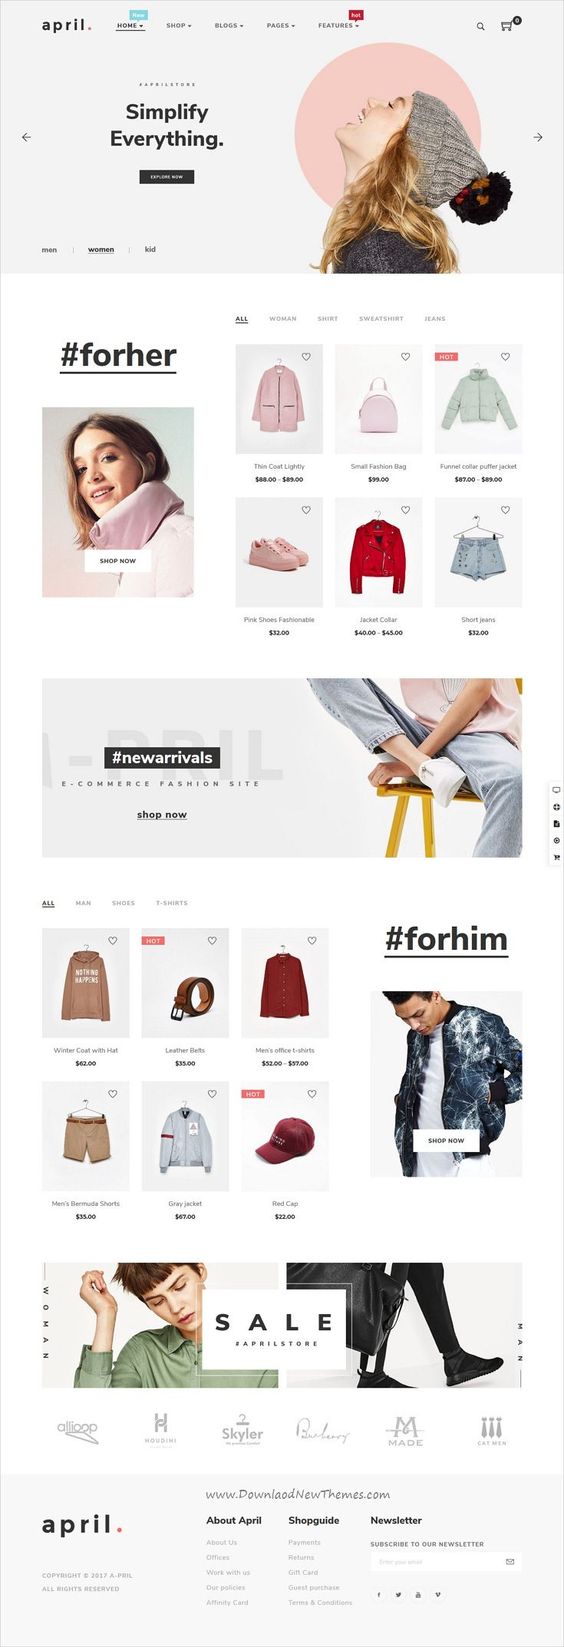 april.
New
HOME
SHOP
BLOGS
PAGES
hot
FEATURES
0
#APRILSTORE
Simplify
Everything.
EXPLORE NOW
men | women | kid
#forher
SHOP NOW
ALL WOMAN SHIRT SWEATSHIRT JEANS
HOT
Thin Coat Lightly
$88.00 - $89.00
Small Fashion Bag
$99.00
Funnel collar puffer jacket
$87.00 - $89.00
Pink Shoes Fashionable
$32.00
Jacket Collar
$40.00 - $45.00
Short jeans
$32.00
A-PRIL
#newarrivals
E-COMMERCE FASHION SITE
shop now
ALL MAN SHOES T-SHIRTS
NOTHING
HAPPENS
HOT
Winter Coat with Hat
$62.00
Leather Belts
$35.00
Men's office t-shirts
$52.00 - $57.00
HOT
Men's Bermuda Shorts
$35.00
Gray jacket
$67.00
Red Cap
$22.00
#forhim
SHOP NOW
WOMAN
SALE
#APRILSTORE
MAN
allioop
HOUDINI
Skyler
Burberry
MADE
CAT MEN
www.DownlaodNewThemes.com
april.
COPYRIGHT © 2017 A-PRIL
ALL RIGHTS RESERVED
About April
About Us
Offices
Work with us
Our policies
Affinity Card
Shopguide
Payments
Returns
Gift Card
Guest purchase
Terms & Conditions
Newsletter
SUBSCRIBE TO OUR NEWSLETTER
Enter your email